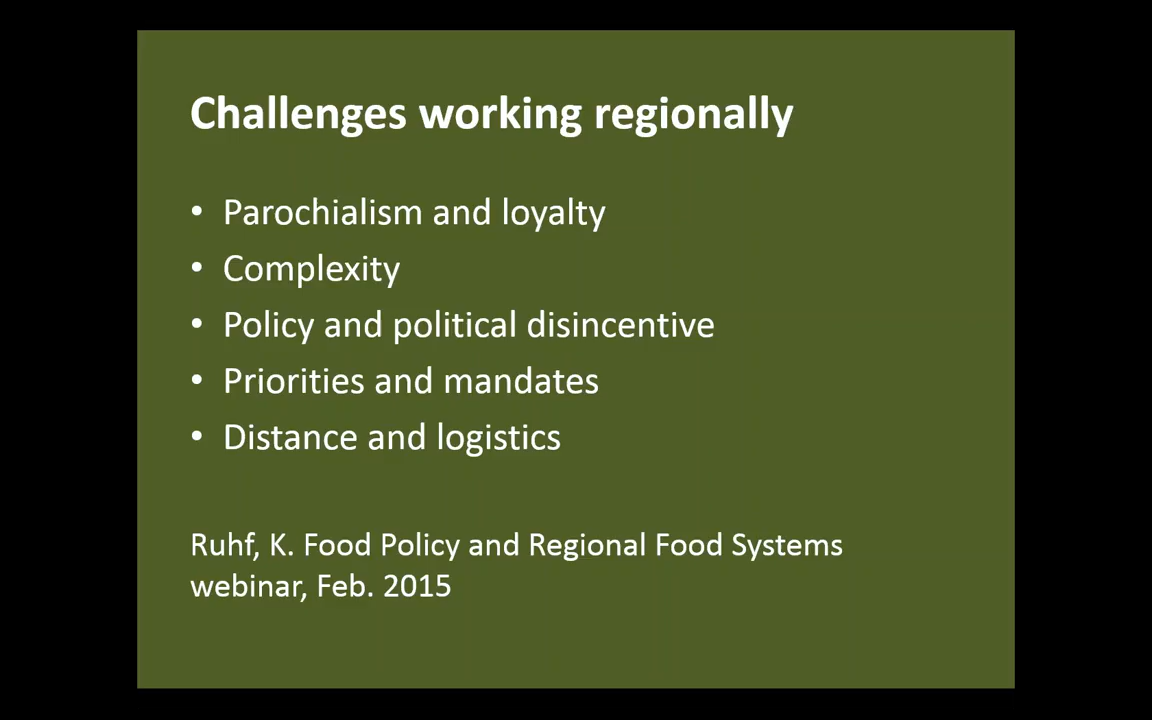 Challenges working regionally
• Parochialism and loyalty
• Complexity
• Policy and political disincentive
• Priorities and mandates
• Distance and logistics
Ruhf, K. Food Policy and Regional Food Systems
webinar, Feb. 2015